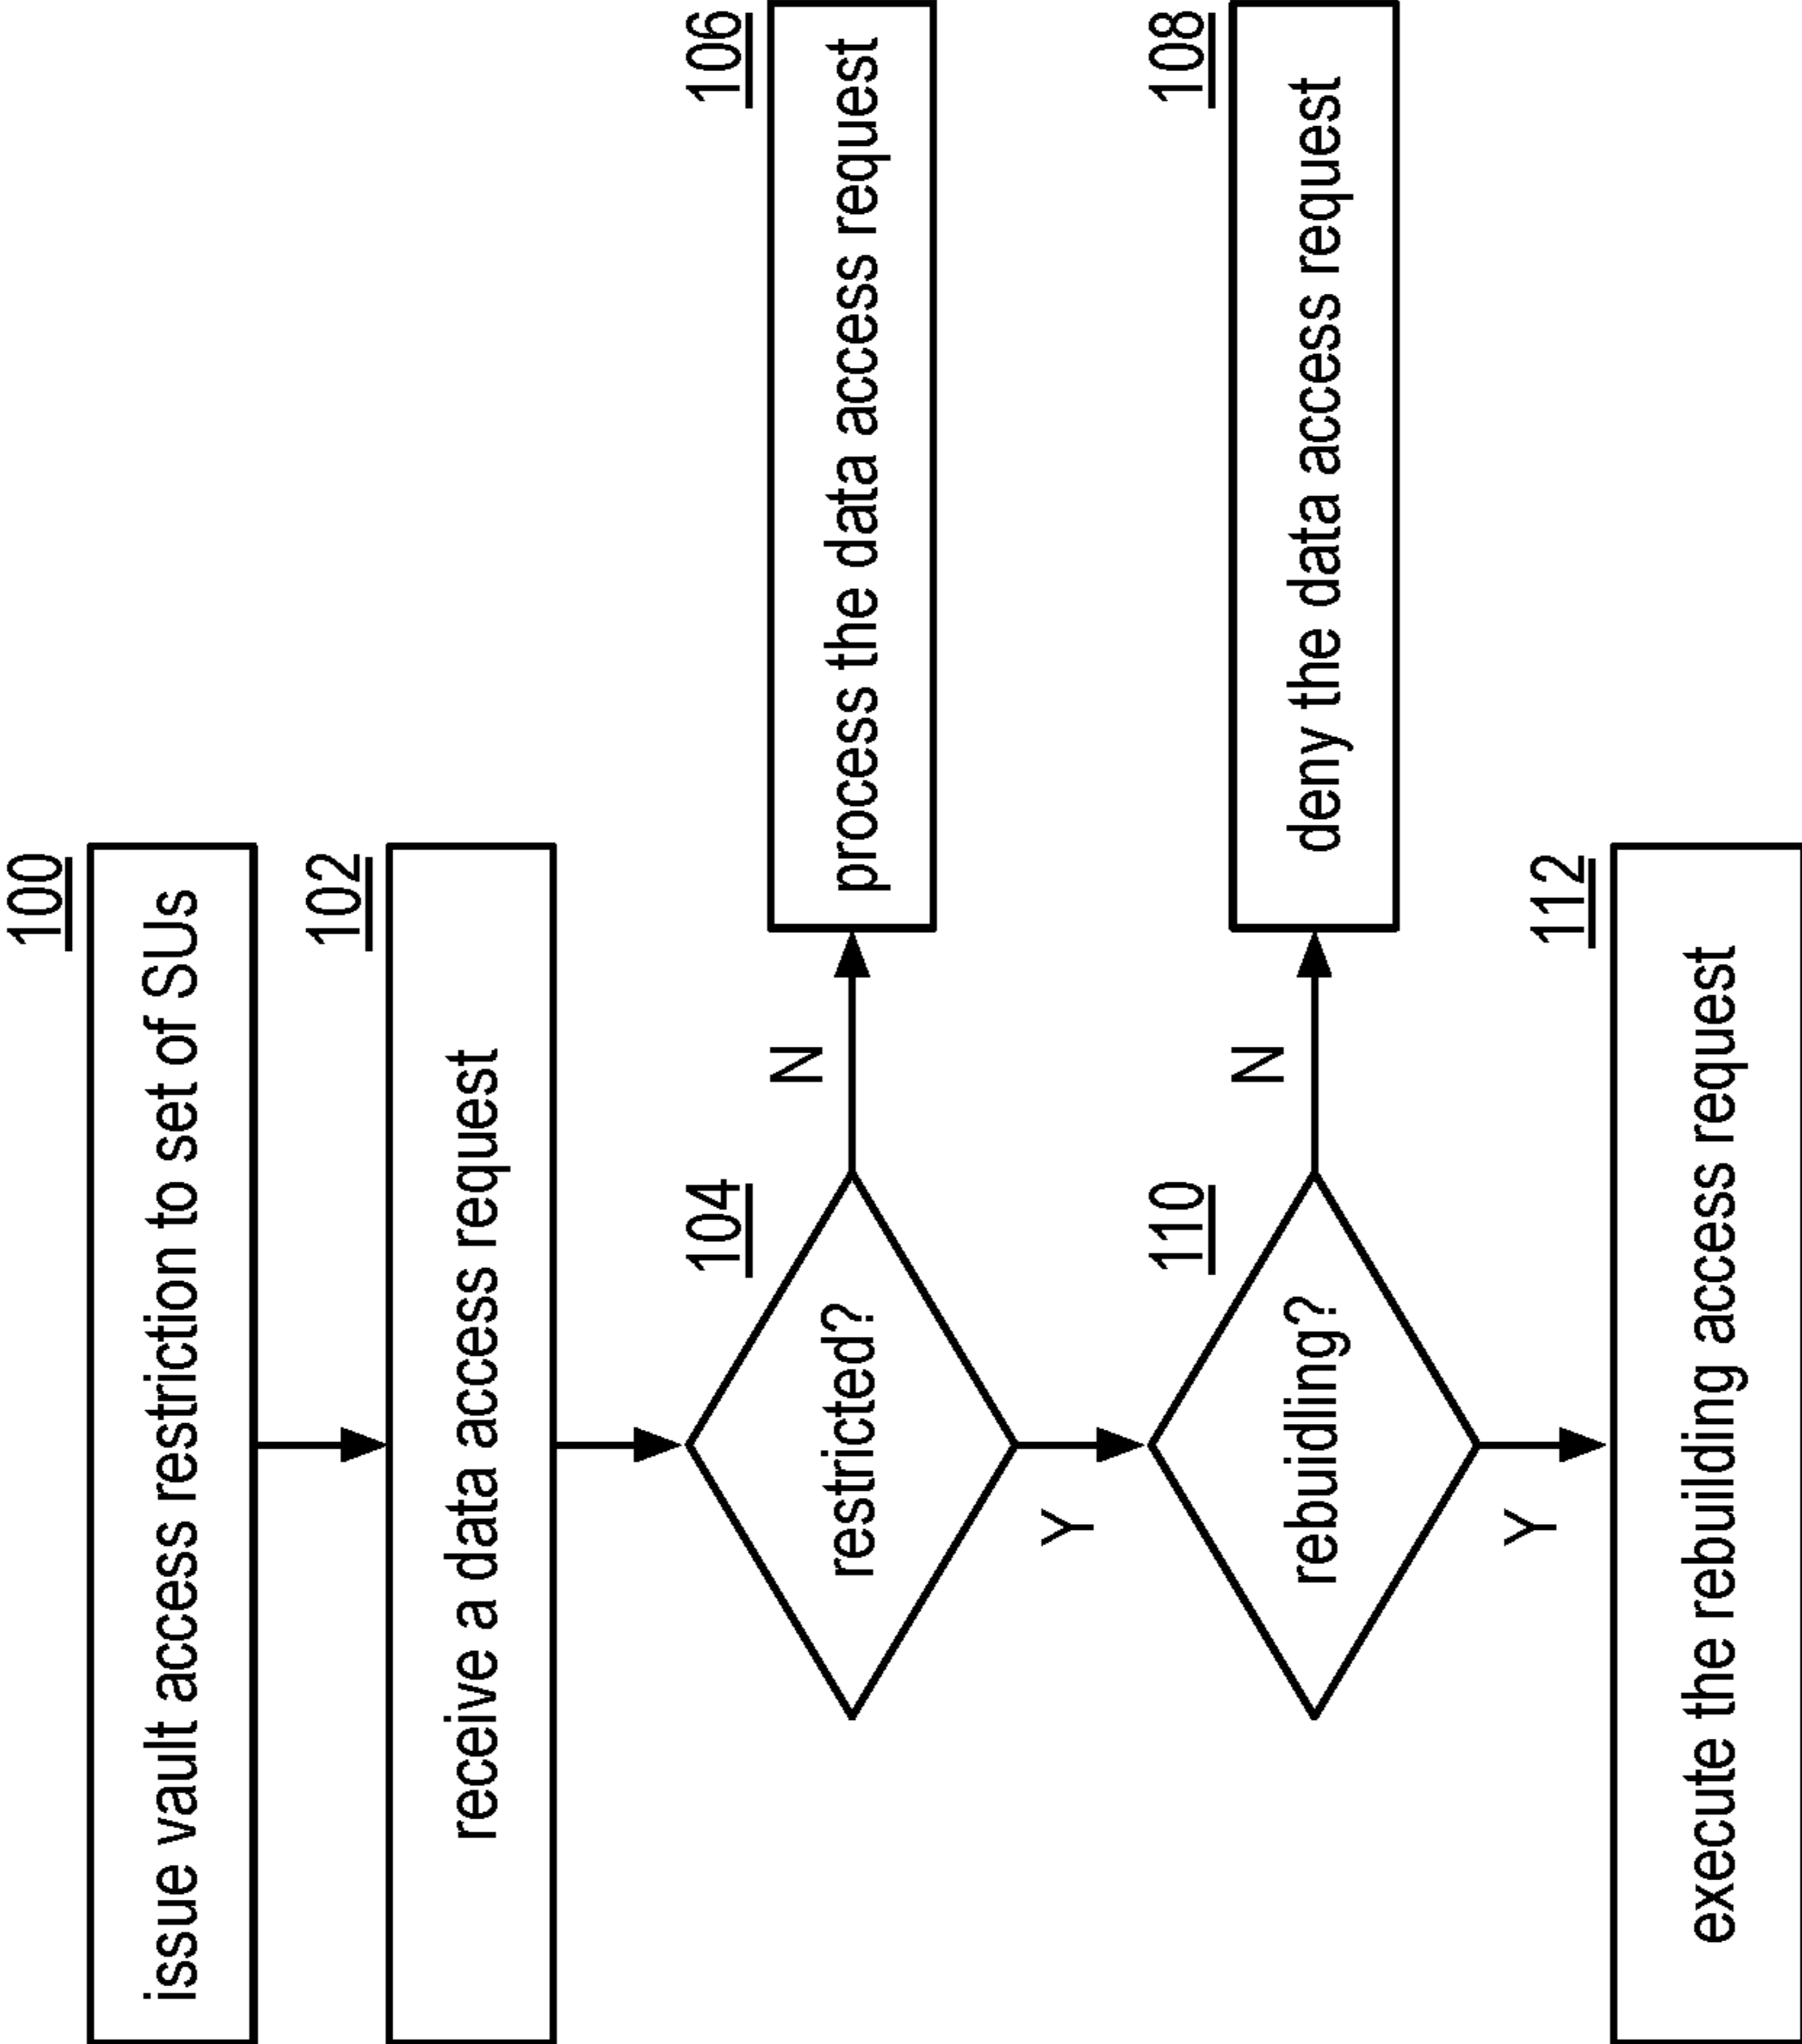 100
issue vault access restriction to set of SUs
102
receive a data access request
104
restricted?
N
106
process the data access request
Y
110
rebuidling?
N
108
deny the data access request
Y
112
execute the rebuilding access request